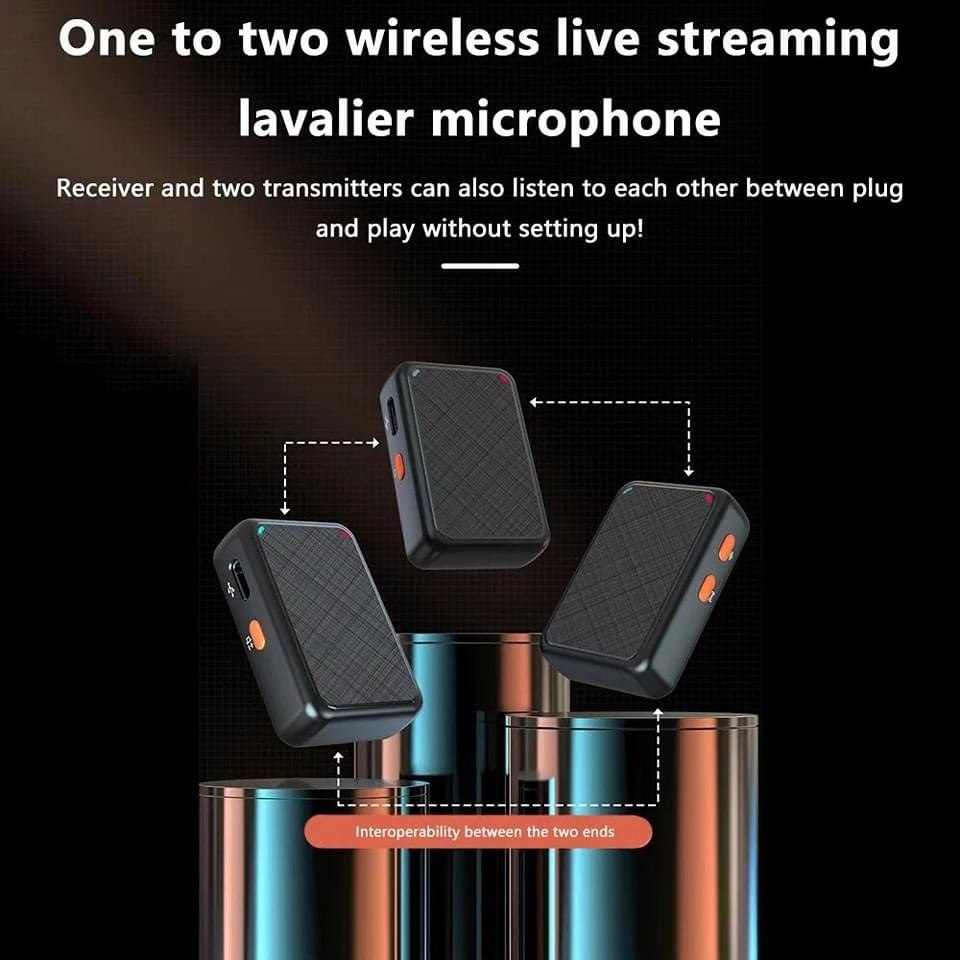 One to two wireless live streaming
lavalier microphone
Receiver and two transmitters can also listen to each other between plug
and play without setting up!
Interoperability between the two ends